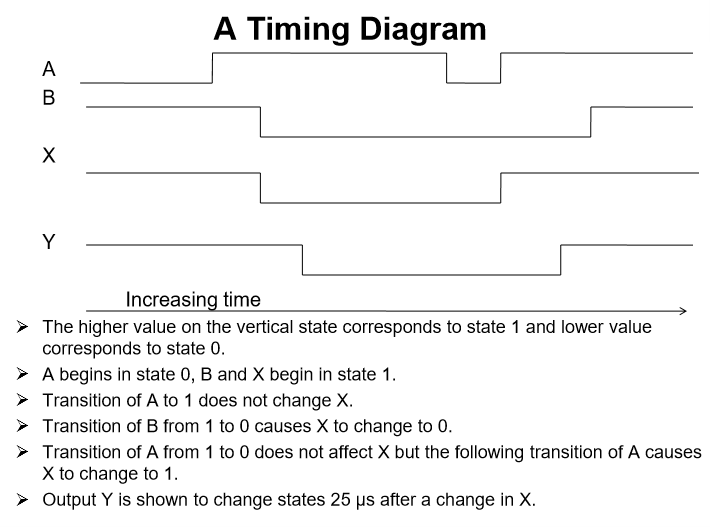 A Timing Diagram
A
B
X
Y
Increasing time
➢ The higher value on the vertical state corresponds to state 1 and lower value
corresponds to state 0.
➢ A begins in state 0, B and X begin in state 1.
➢ Transition of A to 1 does not change X.
➢ Transition of B from 1 to 0 causes X to change to 0.
➢ Transition of A from 1 to 0 does not affect X but the following transition of A causes
X to change to 1.
➢ Output Y is shown to change states 25 μs after a change in X.